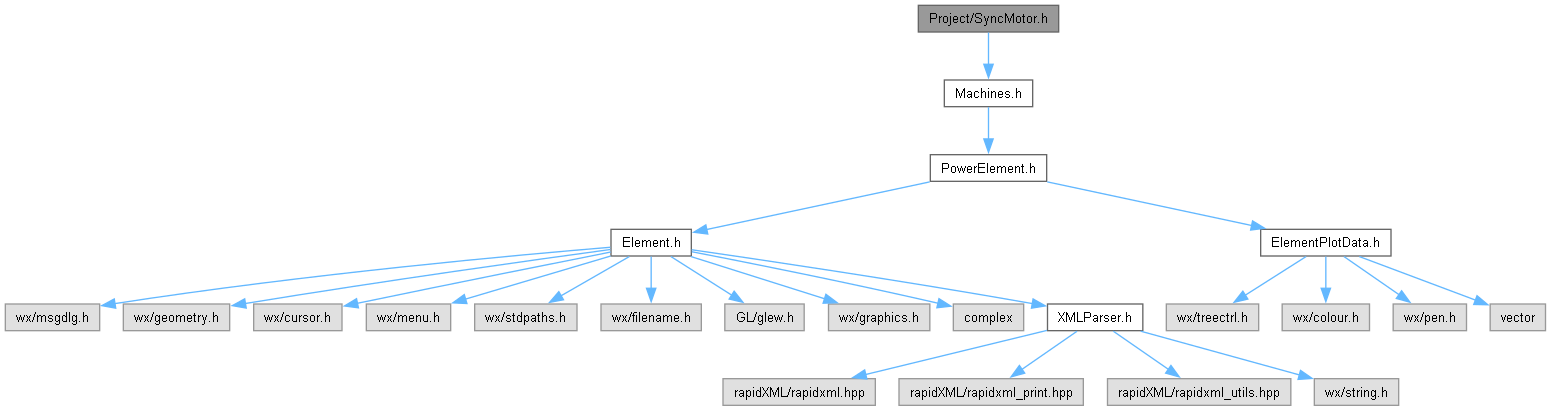 Project/SyncMotor.h
Machines.h
PowerElement.h
Element.h
ElementPlotData.h
wx/msgdlg.h
wx/geometry.h
wx/cursor.h
wx/menu.h
wx/stdpaths.h
wx/filename.h
GL/glew.h
wx/graphics.h
complex
XMLParser.h
wx/treectrl.h
wx/colour.h
wx/pen.h
vector
rapidXML/rapidxml.hpp
rapidXML/rapidxml_print.hpp
rapidXML/rapidxml_utils.hpp
wx/string.h